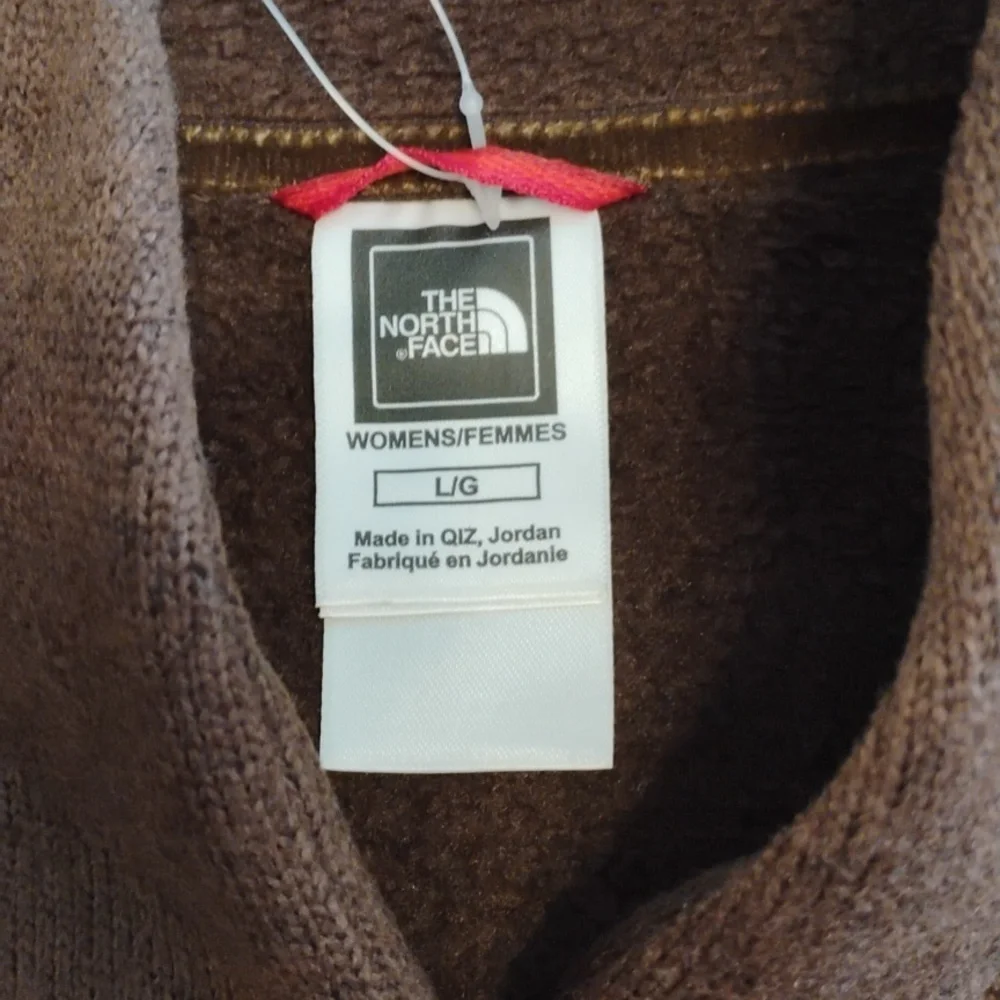 THE
NORTH
®FACE
WOMENS/FEMMES
L/G
Made in QIZ, Jordan
Fabriqué en Jordanie